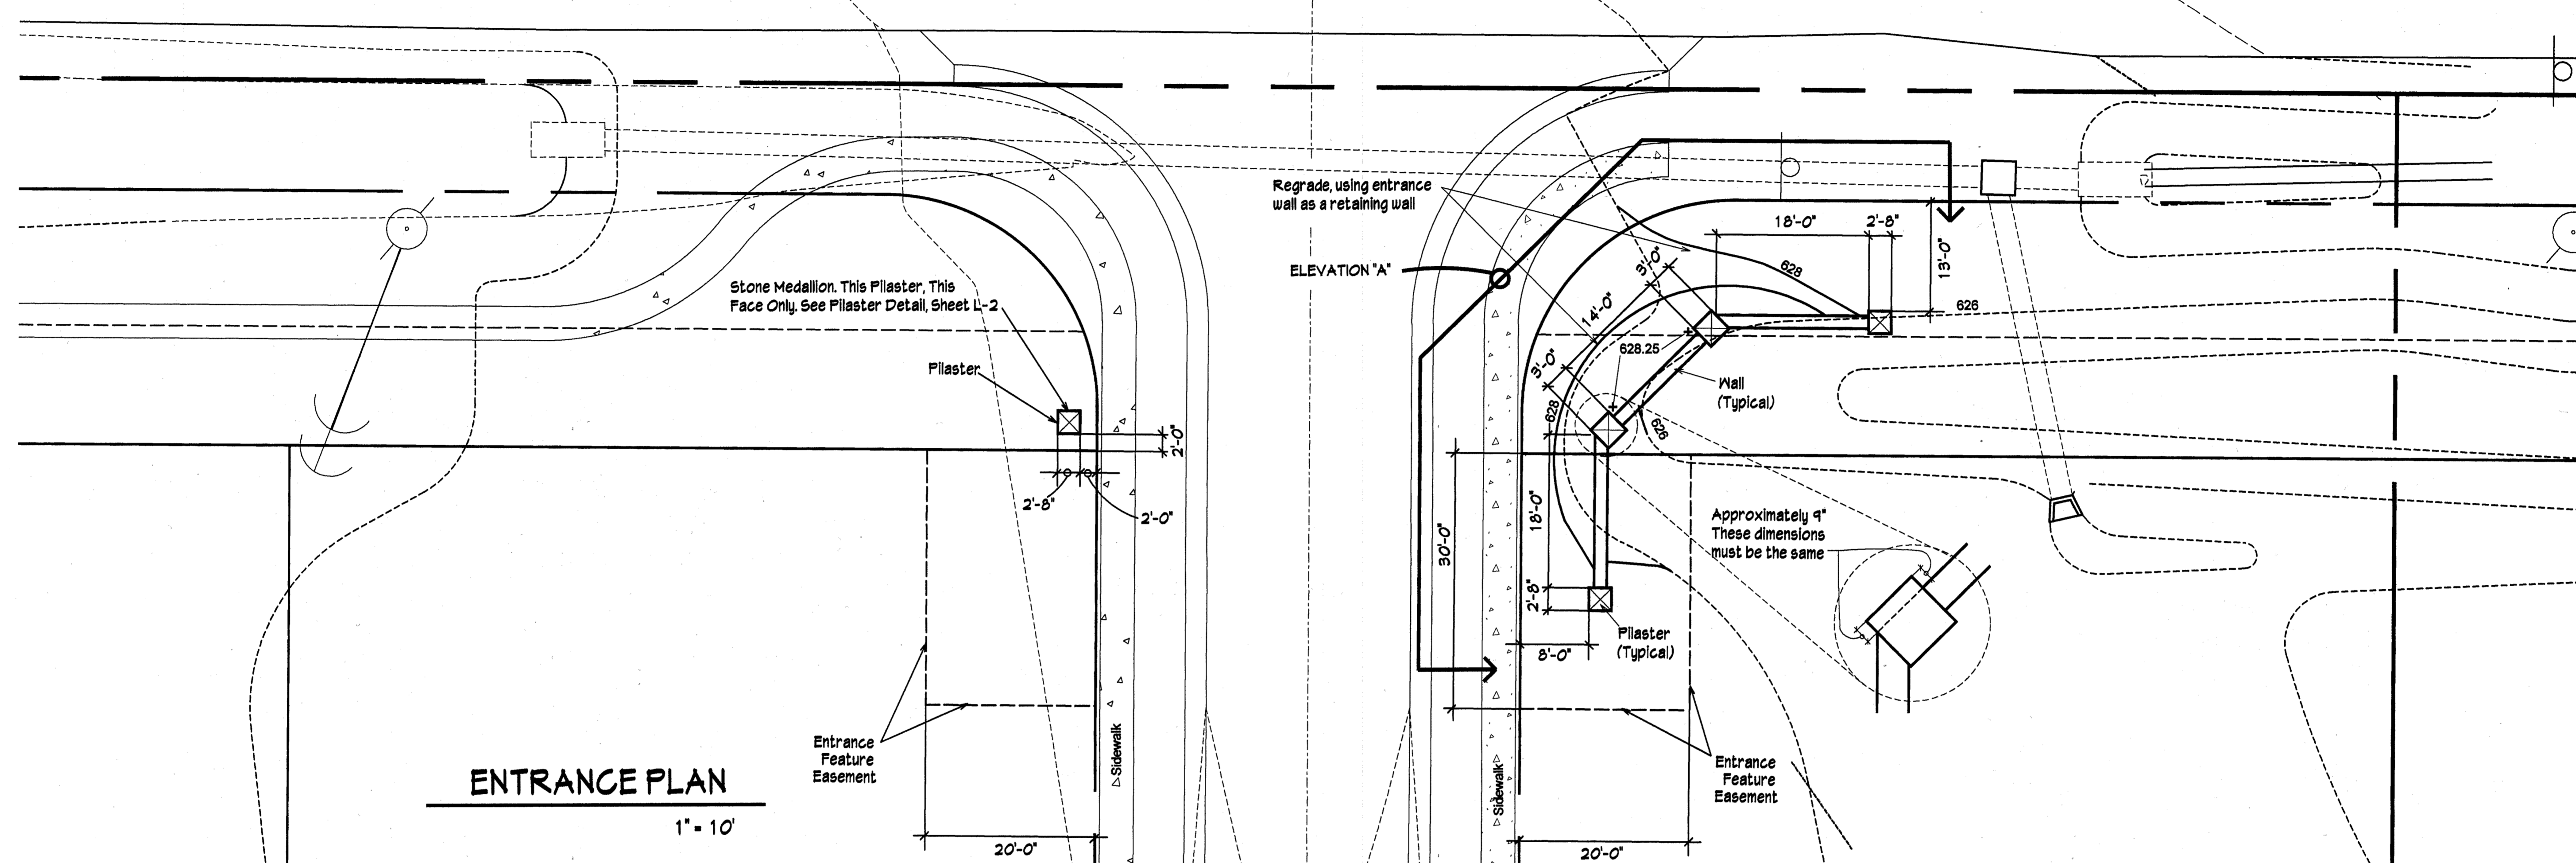 Regrade, using entrance
wall as a retaining wall
ELEVATION "A"
Stone Medallion. This Pilaster, This
Face Only. See Pilaster Detail, Sheet L-2
Pilaster
2'-0"
2'-8"
2'-0"
18'-0"
2'-8"
13'-0"
3'-0"
628
626
14'-0"
628.25
3'-0"
628
Wall
(Typical)
626
18'-0"
30'-0"
2'-8"
8'-0"
Pilaster
(Typical)
Approximately 9"
These dimensions
must be the same
Entrance
Feature
Easement
Sidewalk
Sidewalk
Entrance
Feature
Easement
ENTRANCE PLAN
1" = 10'
20'-0"
20'-0"